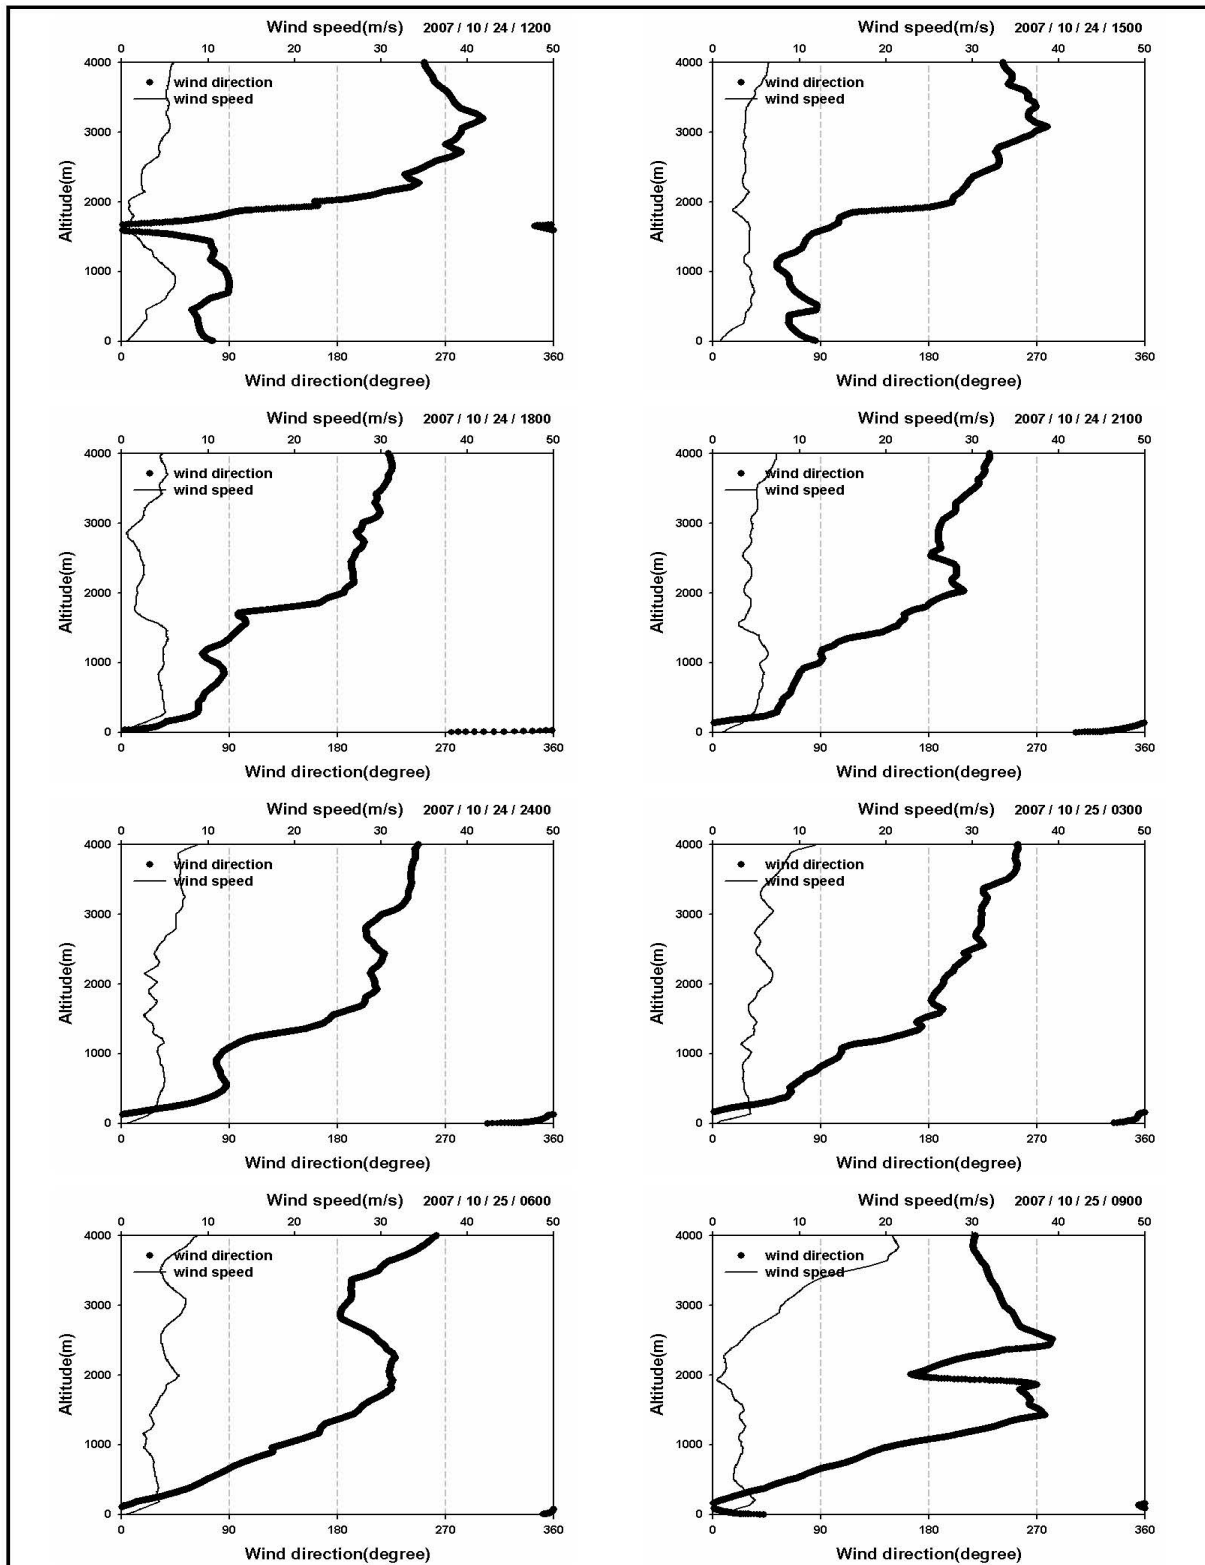 Wind speed(m/s) 2007 / 10 / 24 / 1200
0 10 20 30 40 50
4000
wind direction
wind speed
3000
Altitude(m)
2000
1000
0
0 90 180 270 360
Wind direction(degree)
Wind speed(m/s) 2007 / 10 / 24 / 1500
0 10 20 30 40 50
4000
wind direction
wind speed
3000
Altitude(m)
2000
1000
0
0 90 180 270 360
Wind direction(degree)
Wind speed(m/s) 2007 / 10 / 24 / 1800
0 10 20 30 40 50
4000
wind direction
wind speed
3000
Altitude(m)
2000
1000
0
0 90 180 270 360
Wind direction(degree)
Wind speed(m/s) 2007 / 10 / 24 / 2100
0 10 20 30 40 50
4000
wind direction
wind speed
3000
Altitude(m)
2000
1000
0
0 90 180 270 360
Wind direction(degree)
Wind speed(m/s) 2007 / 10 / 24 / 2400
0 10 20 30 40 50
4000
wind direction
wind speed
3000
Altitude(m)
2000
1000
0
0 90 180 270 360
Wind direction(degree)
Wind speed(m/s) 2007 / 10 / 25 / 0300
0 10 20 30 40 50
4000
wind direction
wind speed
3000
Altitude(m)
2000
1000
0
0 90 180 270 360
Wind direction(degree)
Wind speed(m/s) 2007 / 10 / 25 / 0600
0 10 20 30 40 50
4000
wind direction
wind speed
3000
Altitude(m)
2000
1000
0
0 90 180 270 360
Wind direction(degree)
Wind speed(m/s) 2007 / 10 / 25 / 0900
0 10 20 30 40 50
4000
wind direction
wind speed
3000
Altitude(m)
2000
1000
0
0 90 180 270 360
Wind direction(degree)